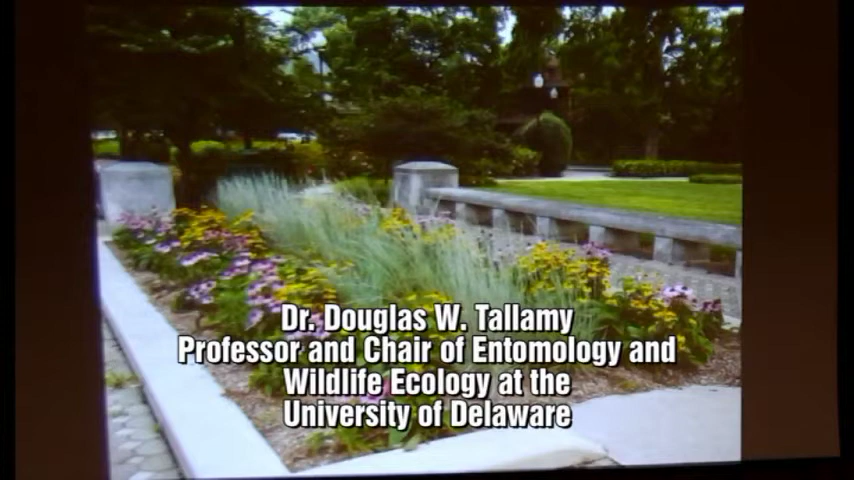 Dr. Douglas W. Tallamy
Professor and Chair of Entomology and
Wildlife Ecology at the
University of Delaware